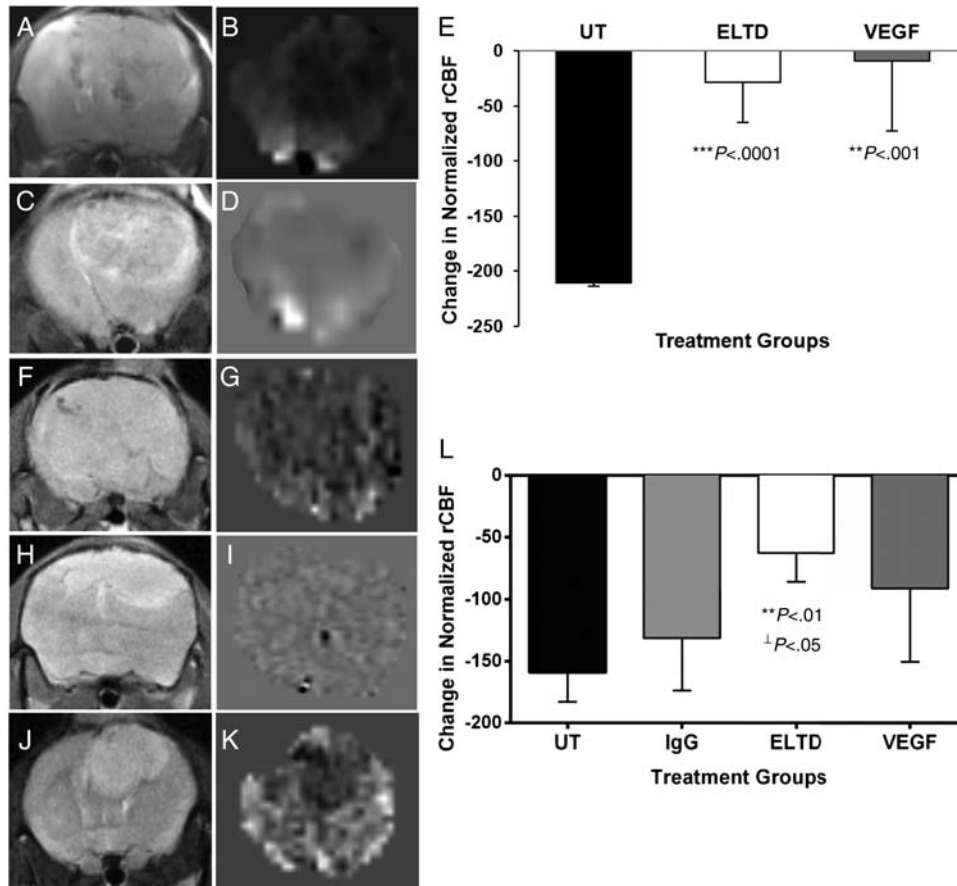 A
B
C
D
E
UT
ELTD
VEGF
0
-50
-100
-150
-200
-250
Change in Normalized rCBF
***P<.0001
**P<.001
Treatment Groups
F
G
H
I
J
K
L
0
-50
-100
-150
-200
Change in Normalized rCBF
**P<.01
⊥P<.05
UT
IgG
ELTD
VEGF
Treatment Groups